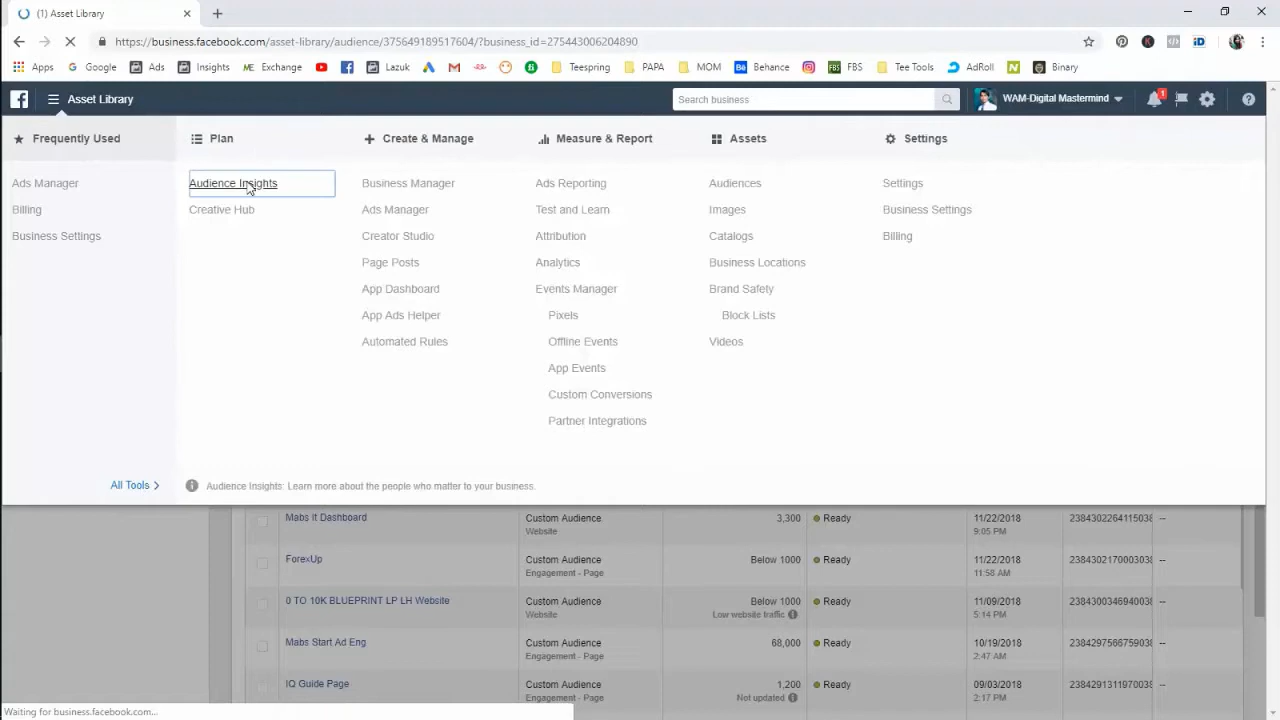 (1) Asset Library
https://business.facebook.com/asset-library/audience/375649189517604/?business_id=275443006204890
Apps Google Ads Insights Exchange Lazuk Teespring PAPA MOM Behance FBS Tee Tools AdRoll Binary
Asset Library Search business WAM-Digital Mastermind 1
Frequently Used Plan Create & Manage Measure & Report Assets Settings
Ads Manager Audience Insights Business Manager Ads Reporting Audiences Settings
Billing Creative Hub Ads Manager Test and Learn Images Business Settings
Business Settings Creator Studio Attribution Catalogs Billing
Page Posts Analytics Business Locations
App Dashboard Events Manager Brand Safety
App Ads Helper Pixels Block Lists
Automated Rules Offline Events Videos
App Events
Custom Conversions
Partner Integrations
All Tools Audience Insights: Learn more about the people who matter to your business.
Mabs It Dashboard Custom Audience 3,300 Ready 11/22/2018 2384302264115038 --
Website 9:05 PM
ForexUp Custom Audience Below 1000 Ready 11/22/2018 2384302170003038 --
Engagement - Page 11:58 AM
0 TO 10K BLUEPRINT LP LH Website Custom Audience Below 1000 Ready 11/09/2018 2384300346940038 --
Website Low website traffic 5:14 PM
Mabs Start Ad Eng Custom Audience 68,000 Ready 10/19/2018 2384297566759038 --
Engagement - Page 2:47 AM
IQ Guide Page Custom Audience 1,200 Ready 09/03/2018 2384291311970038 --
Engagement - Page Not updated 2:17 PM
Waiting for business.facebook.com...